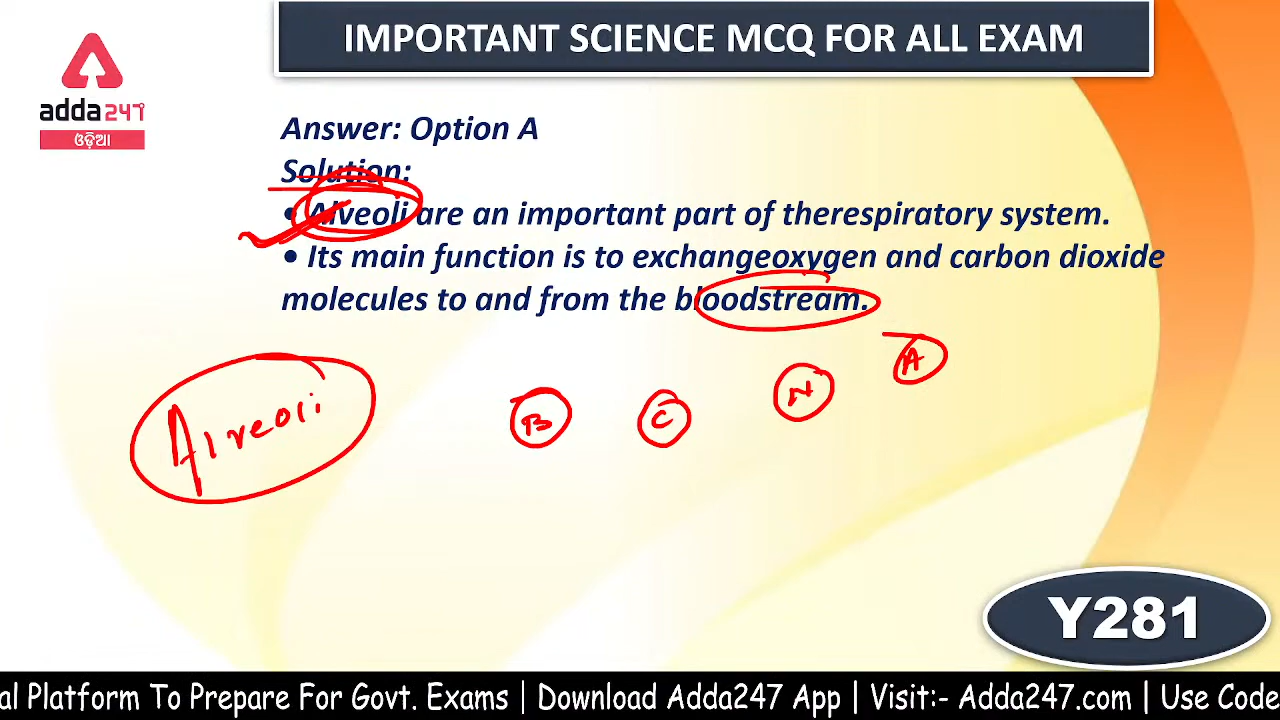 IMPORTANT SCIENCE MCQ FOR ALL EXAM
adda247
ଓଡ଼ିଆ
Answer: Option A
Solution:
• Alveoli are an important part of therespiratory system.
• Its main function is to exchangeoxygen and carbon dioxide
molecules to and from the bloodstream.
Alveoli
B C N A
Y281
al Platform To Prepare For Govt. Exams | Download Adda247 App | Visit:- Adda247.com | Use Code